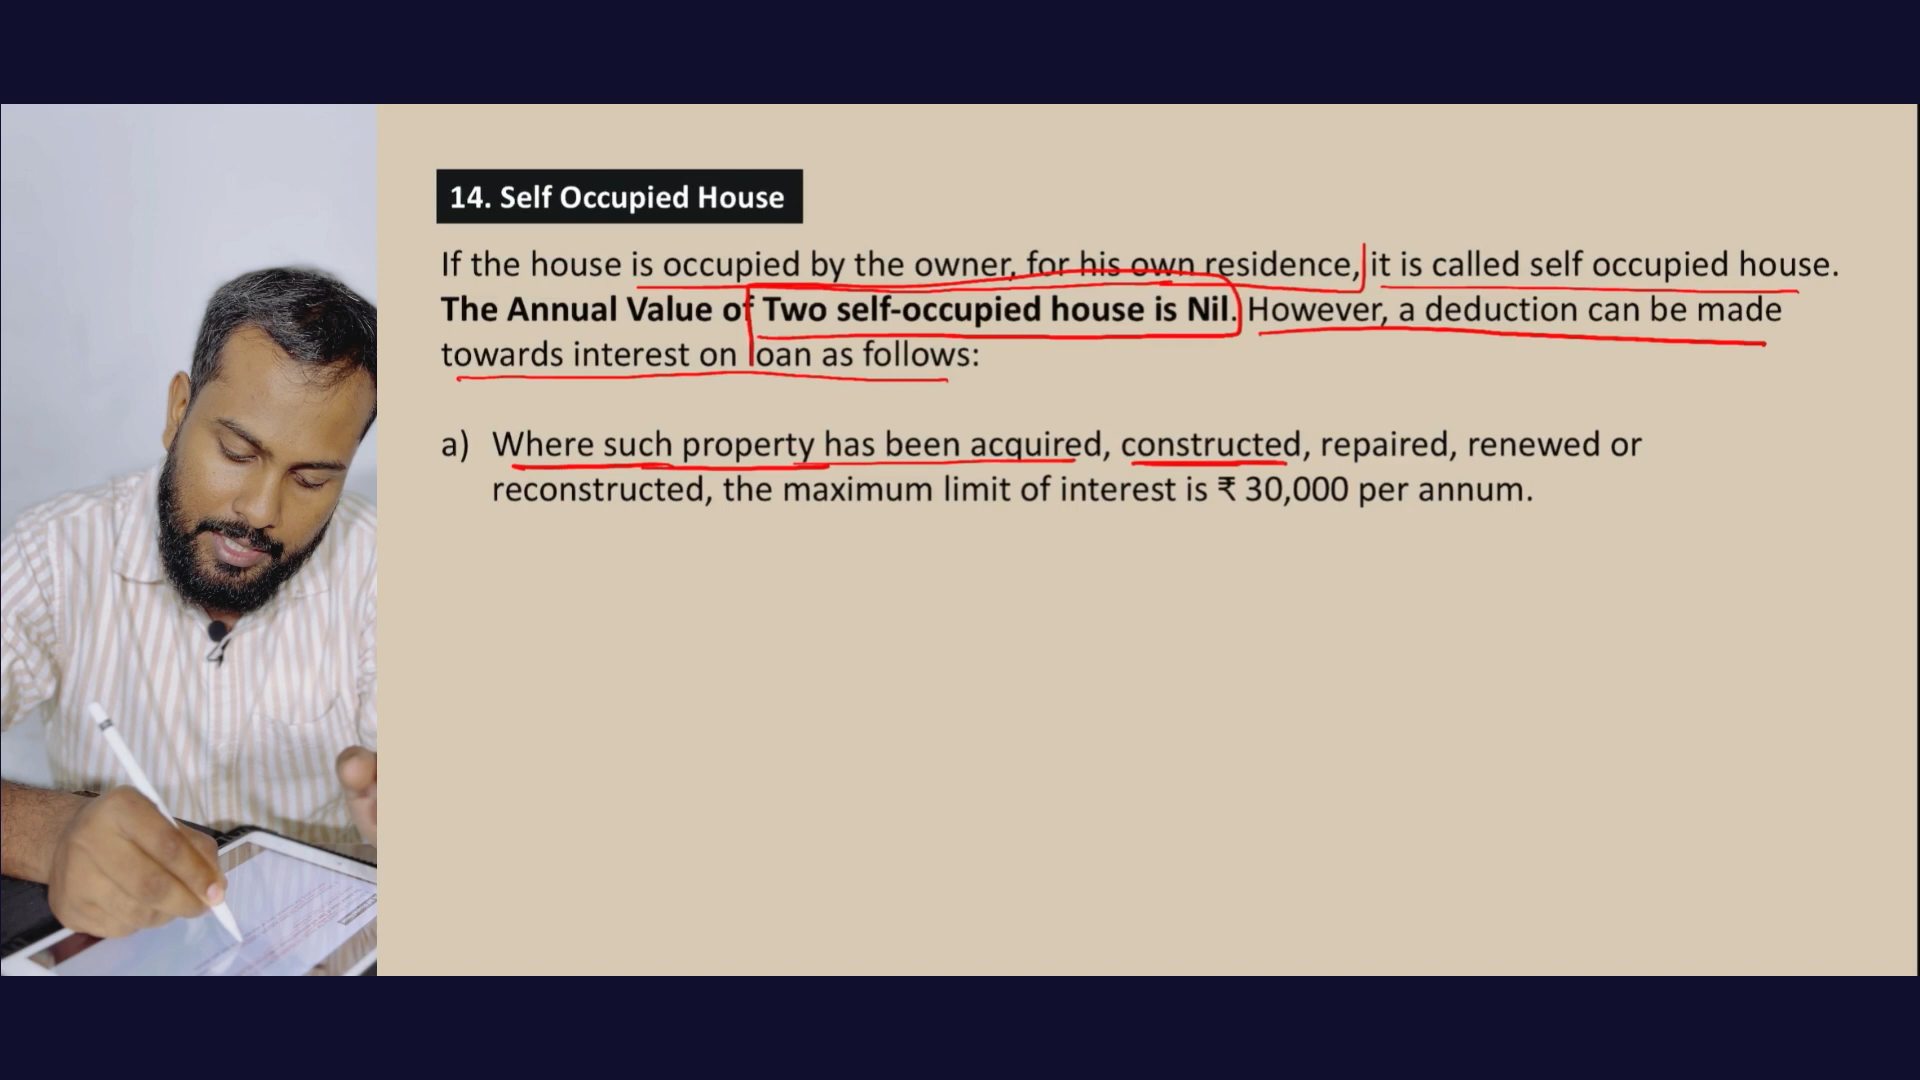 14. Self Occupied House
If the house is occupied by the owner, for his own residence, it is called self occupied house.
The Annual Value of Two self-occupied house is Nil. However, a deduction can be made
towards interest on loan as follows:
a) Where such property has been acquired, constructed, repaired, renewed or
reconstructed, the maximum limit of interest is ₹ 30,000 per annum.